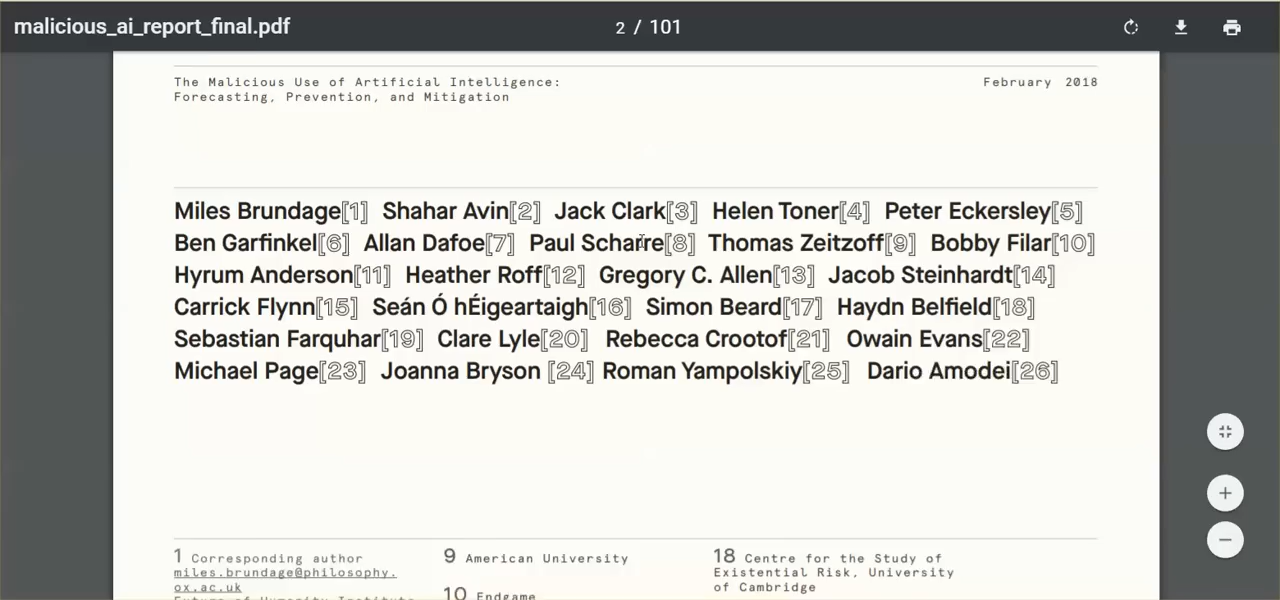 malicious_ai_report_final.pdf
2 / 101
The Malicious Use of Artificial Intelligence:
Forecasting, Prevention, and Mitigation
February 2018
Miles Brundage[1] Shahar Avin[2] Jack Clark[3] Helen Toner[4] Peter Eckersley[5]
Ben Garfinkel[6] Allan Dafoe[7] Paul Scharre[8] Thomas Zeitzoff[9] Bobby Filar[10]
Hyrum Anderson[11] Heather Roff[12] Gregory C. Allen[13] Jacob Steinhardt[14]
Carrick Flynn[15] Seán Ó hÉigeartaigh[16] Simon Beard[17] Haydn Belfield[18]
Sebastian Farquhar[19] Clare Lyle[20] Rebecca Crootof[21] Owain Evans[22]
Michael Page[23] Joanna Bryson [24] Roman Yampolskiy[25] Dario Amodei[26]
1 Corresponding author
miles.brundage@philosophy.
ox.ac.uk
Future of Humanity Institute
9 American University
10 Endgame
18 Centre for the Study of
Existential Risk, University
of Cambridge